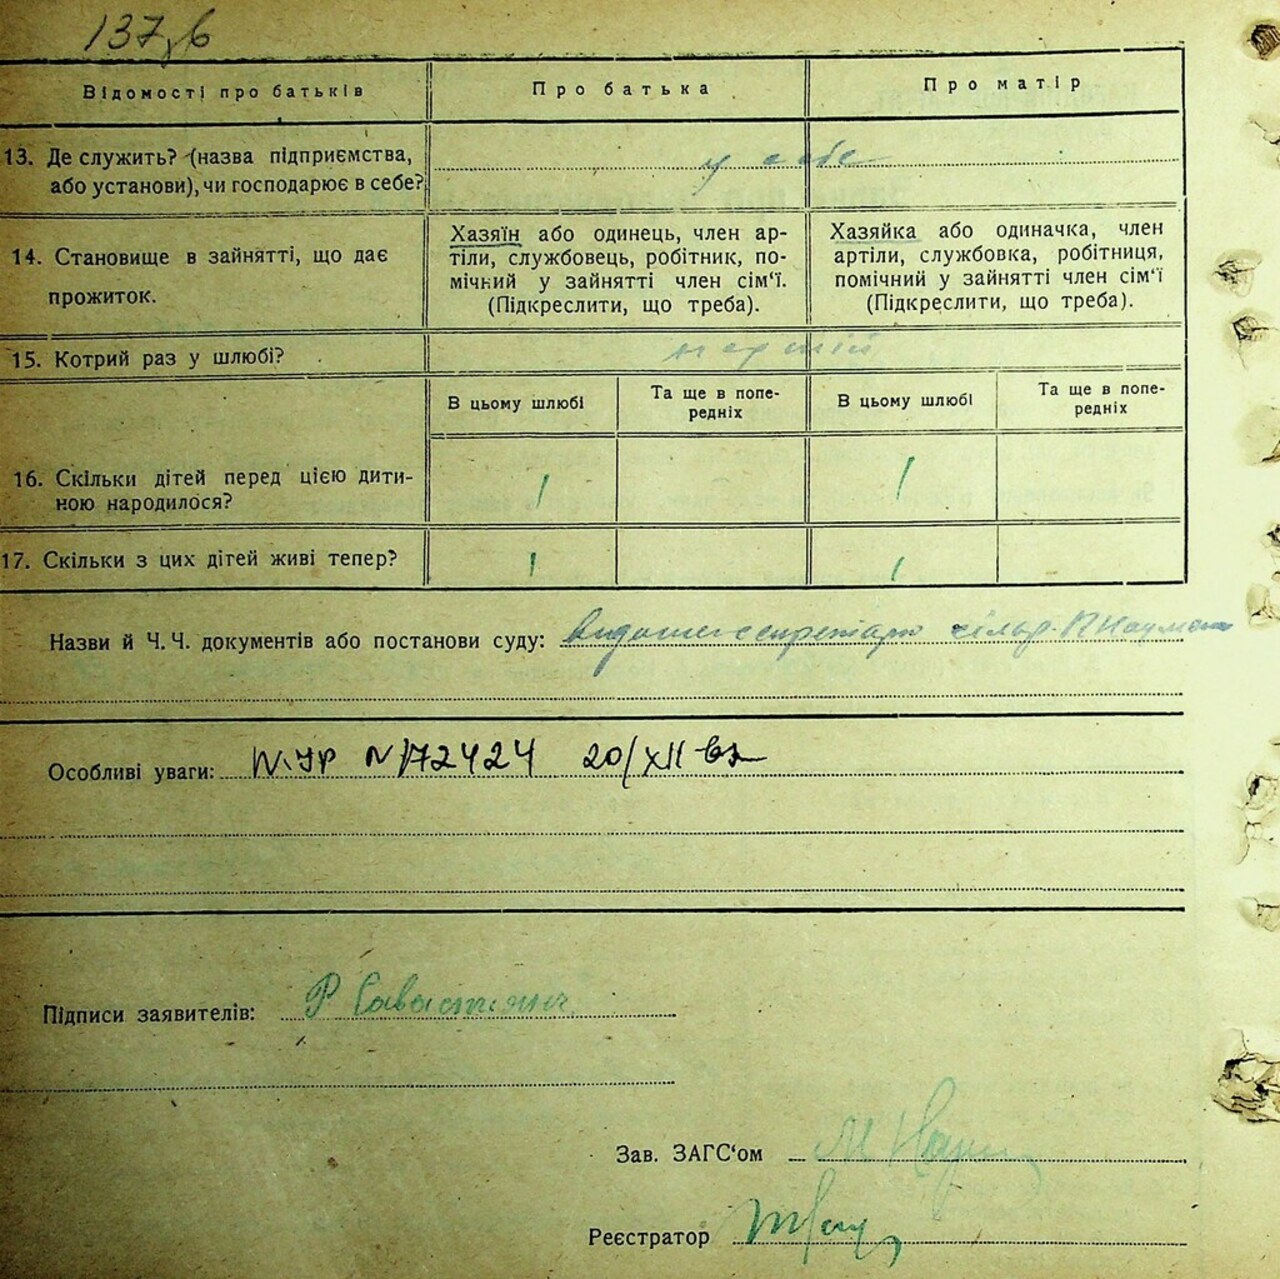 137,в
Відомості про батьків
Про батька
Про матір
13. Де служить? (назва підприємства,
або установи), чи господарює в себе?
у себе
14. Становище в зайнятті, що дає
прожиток.
Хазяїн або одинець, член ар-
тіли, службовець, робітник, по-
мічний у зайнятті член сім‘ї.
(Підкреслити, що треба).
Хазяйка або одиначка, член
артіли, службовка, робітниця,
помічний у зайнятті член сім‘ї
(Підкреслити, що треба).
15. Котрий раз у шлюбі?
перший
В цьому шлюбі
Та ще в попе-
редніх
В цьому шлюбі
Та ще в попе-
редніх
16. Скільки дітей перед цією дити-
ною народилося?
1
1
17. Скільки з цих дітей живі тепер?
1
1
Назви й Ч. Ч. документів або постанови суду:
Особливі уваги: N172424 20/XII
Підписи заявителів: Р
Зав. ЗАГС‘ом М
Реєстратор